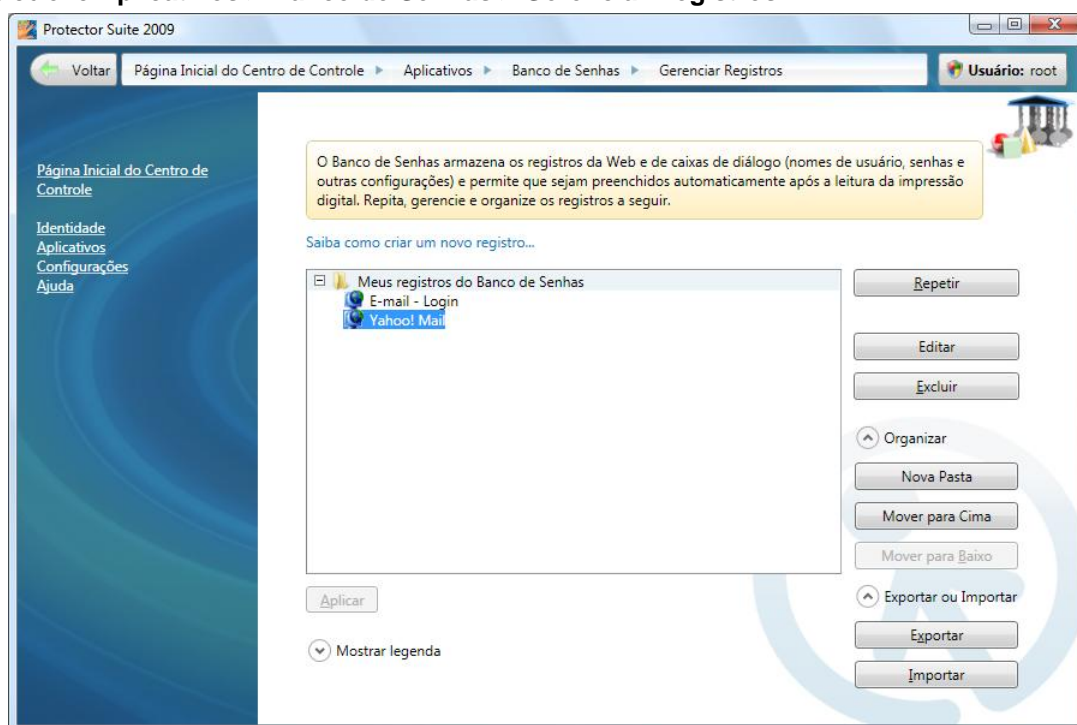 Protector Suite 2009
Voltar Página Inicial do Centro de Controle Aplicativos Banco de Senhas Gerenciar Registros Usuário: root
Página Inicial do Centro de
Controle
Identidade
Aplicativos
Configurações
Ajuda
O Banco de Senhas armazena os registros da Web e de caixas de diálogo (nomes de usuário, senhas e
outras configurações) e permite que sejam preenchidos automaticamente após a leitura da impressão
digital. Repita, gerencie e organize os registros a seguir.
Saiba como criar um novo registro...
Meus registros do Banco de Senhas
E-mail - Login
Yahoo! Mail
Repetir
Editar
Excluir
Organizar
Nova Pasta
Mover para Cima
Mover para Baixo
Aplicar
Exportar ou Importar
Mostrar legenda
Exportar
Importar